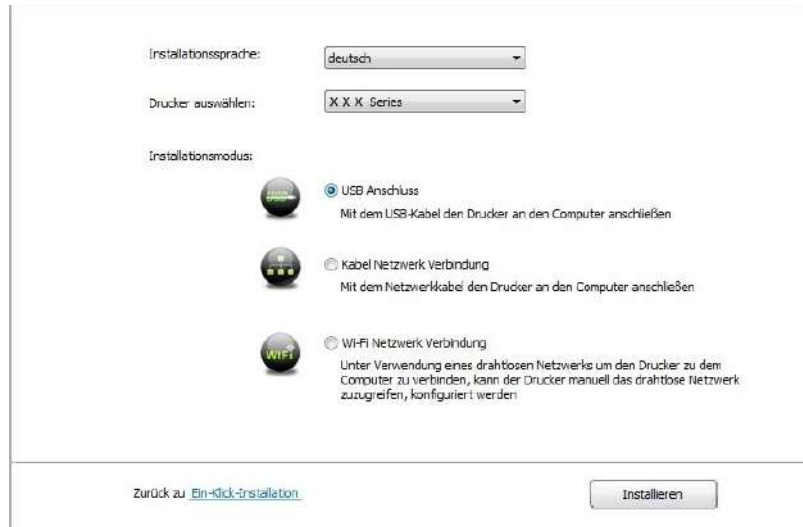 Installationssprache: deutsch
Drucker auswählen: X X X Series
Installationsmodus:
USB Anschluss
Mit dem USB-Kabel den Drucker an den Computer anschließen
Kabel Netzwerk Verbindung
Mit dem Netzwerkkabel den Drucker an den Computer anschließen
WiFi
Wi-Fi Netzwerk Verbindung
Unter Verwendung eines drahtlosen Netzwerks um den Drucker zu dem
Computer zu verbinden, kann der Drucker manuell das drahtlose Netzwerk
zuzugreifen, konfiguriert werden
Zurück zu Ein-Klick-Installation
Installieren